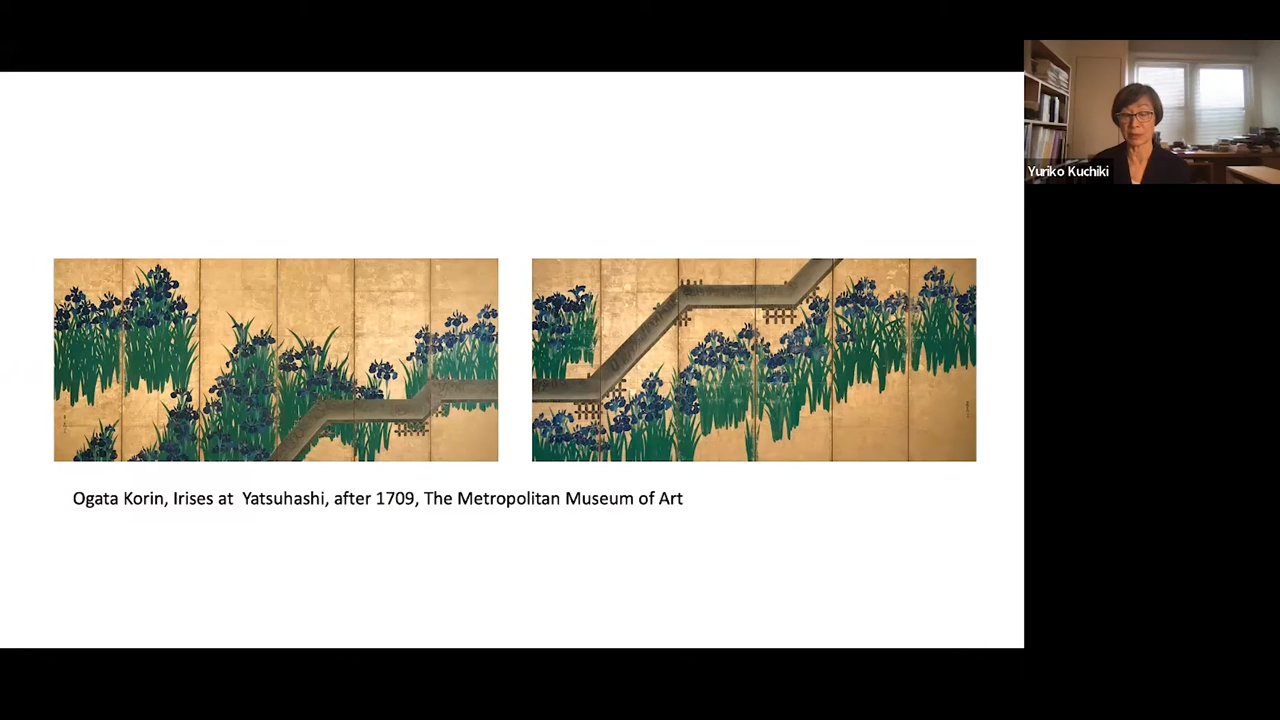 Yuriko Kuchiki
Ogata Korin, Irises at  Yatsuhashi, after 1709, The Metropolitan Museum of Art